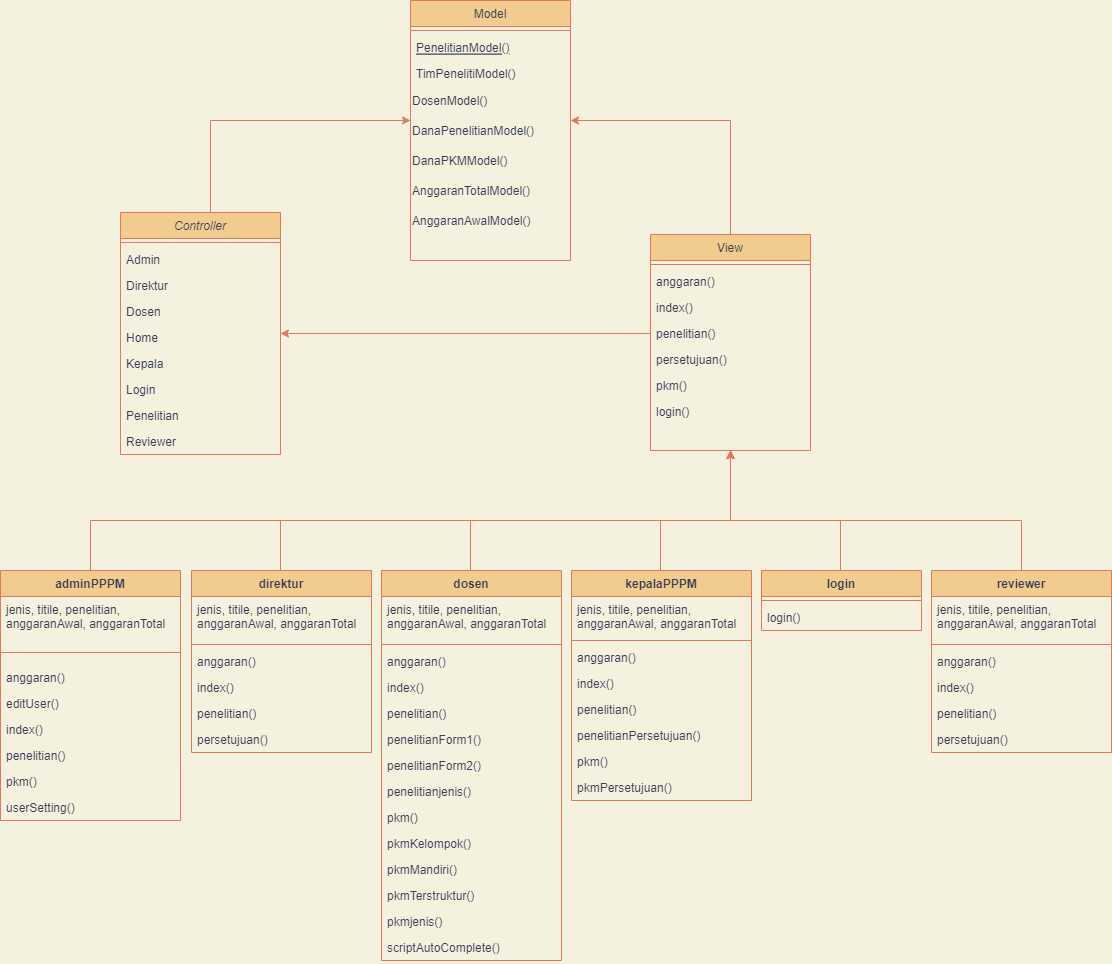 Model
PenelitianModel()
TimPenelitiModel()
DosenModel()
DanaPenelitianModel()
DanaPKMModel()
AnggaranTotalModel()
AnggaranAwalModel()
Controller
Admin
Direktur
Dosen
Home
Kepala
Login
Penelitian
Reviewer
View
anggaran()
index()
penelitian()
persetujuan()
pkm()
login()
adminPPPM
jenis, titile, penelitian,
anggaranAwal, anggaranTotal
anggaran()
editUser()
index()
penelitian()
pkm()
userSetting()
direktur
jenis, titile, penelitian,
anggaranAwal, anggaranTotal
anggaran()
index()
penelitian()
persetujuan()
dosen
jenis, titile, penelitian,
anggaranAwal, anggaranTotal
anggaran()
index()
penelitian()
penelitianForm1()
penelitianForm2()
penelitianjenis()
pkm()
pkmKelompok()
pkmMandiri()
pkmTerstruktur()
pkmjenis()
scriptAutoComplete()
kepalaPPPM
jenis, titile, penelitian,
anggaranAwal, anggaranTotal
anggaran()
index()
penelitian()
penelitianPersetujuan()
pkm()
pkmPersetujuan()
login
login()
reviewer
jenis, titile, penelitian,
anggaranAwal, anggaranTotal
anggaran()
index()
penelitian()
persetujuan()